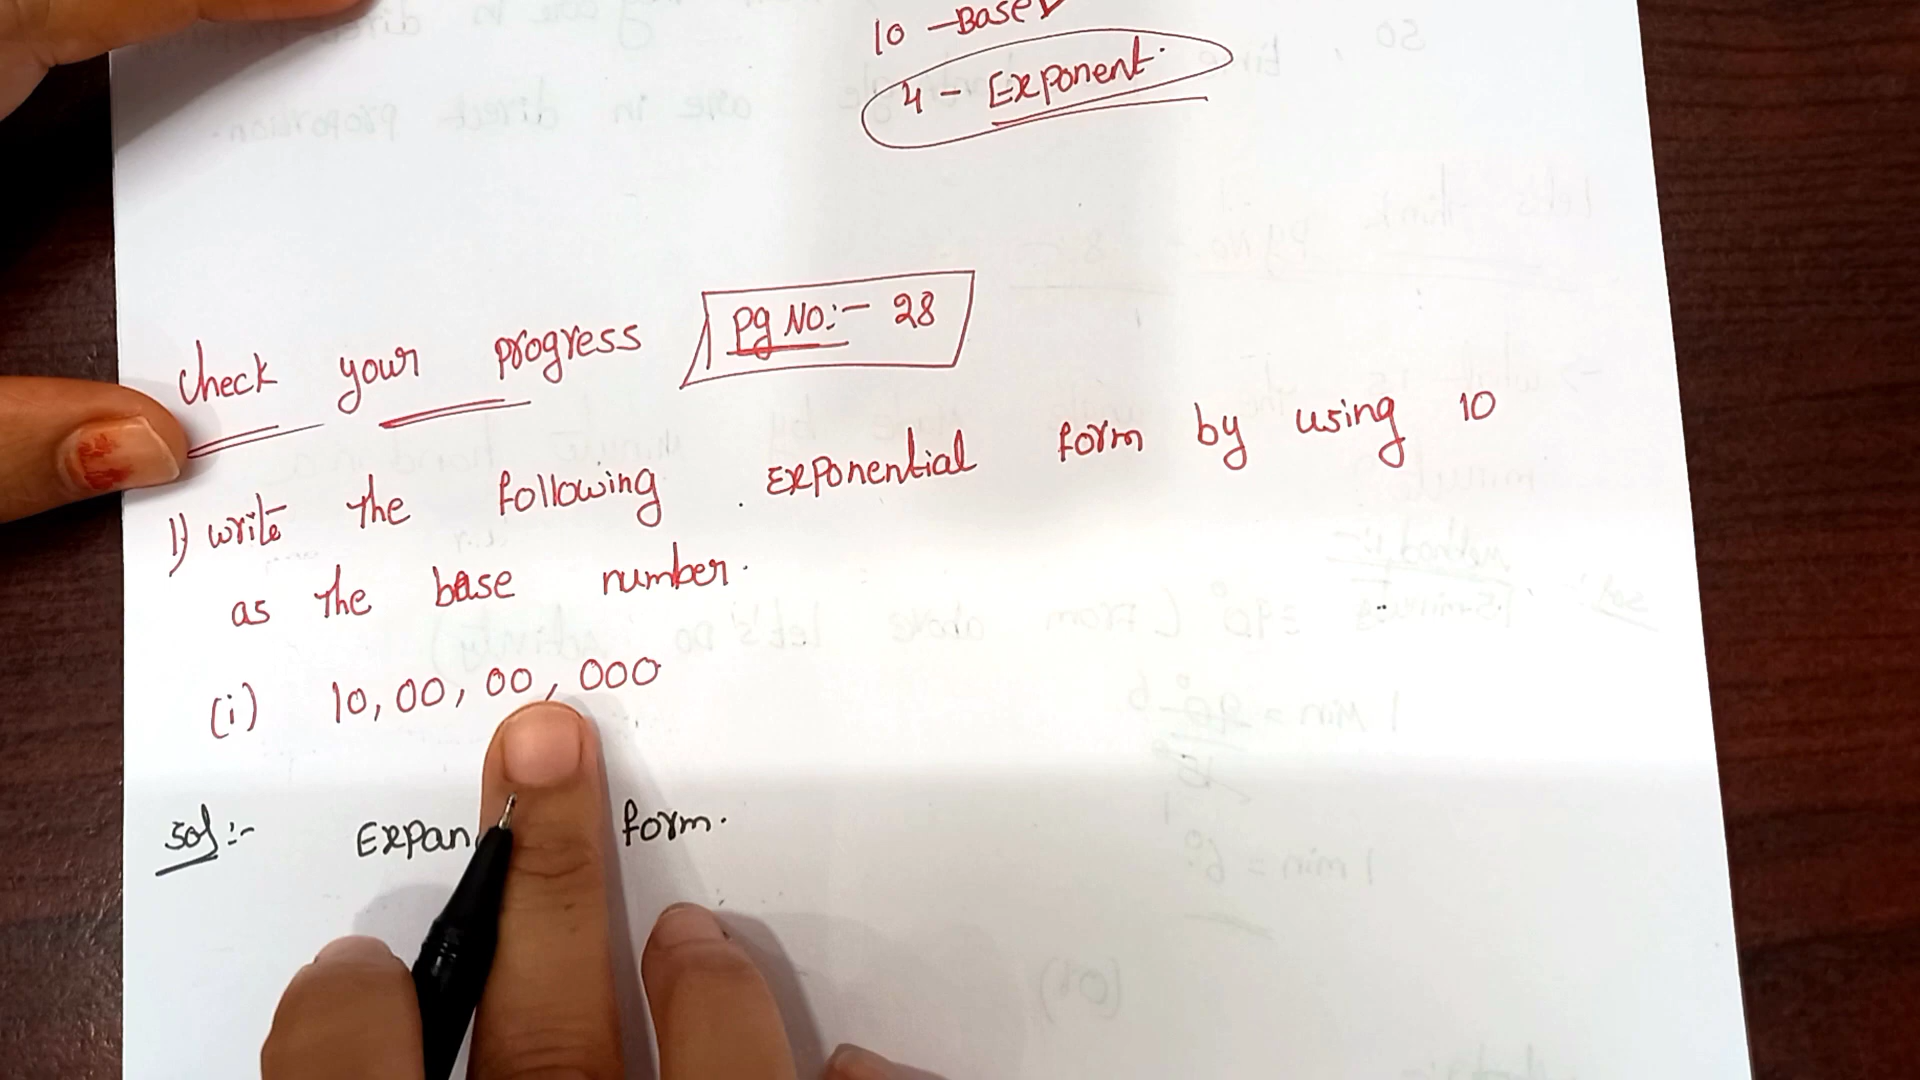 10 - Base
4 - Exponent
check your progress
Pg No:- 28
1) write the following exponential form by using 10
as the base number.
(i) 10,00,00,000
Sol:- Expan form.